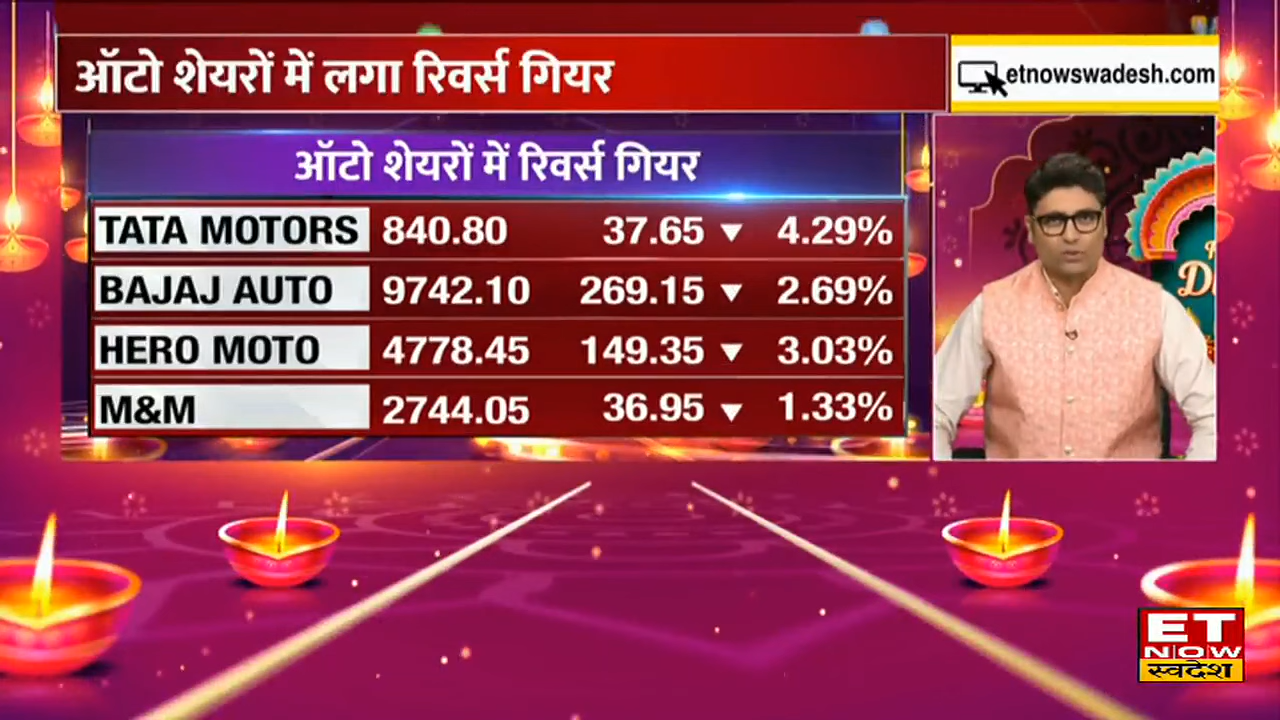 ऑटो शेयरों में लगा रिवर्स गियर
etnowswadesh.com
ऑटो शेयरों में रिवर्स गियर
TATA MOTORS 840.80 37.65 ▼ 4.29%
BAJAJ AUTO 9742.10 269.15 ▼ 2.69%
HERO MOTO 4778.45 149.35 ▼ 3.03%
M&M 2744.05 36.95 ▼ 1.33%
ET
NOW
स्वदेश